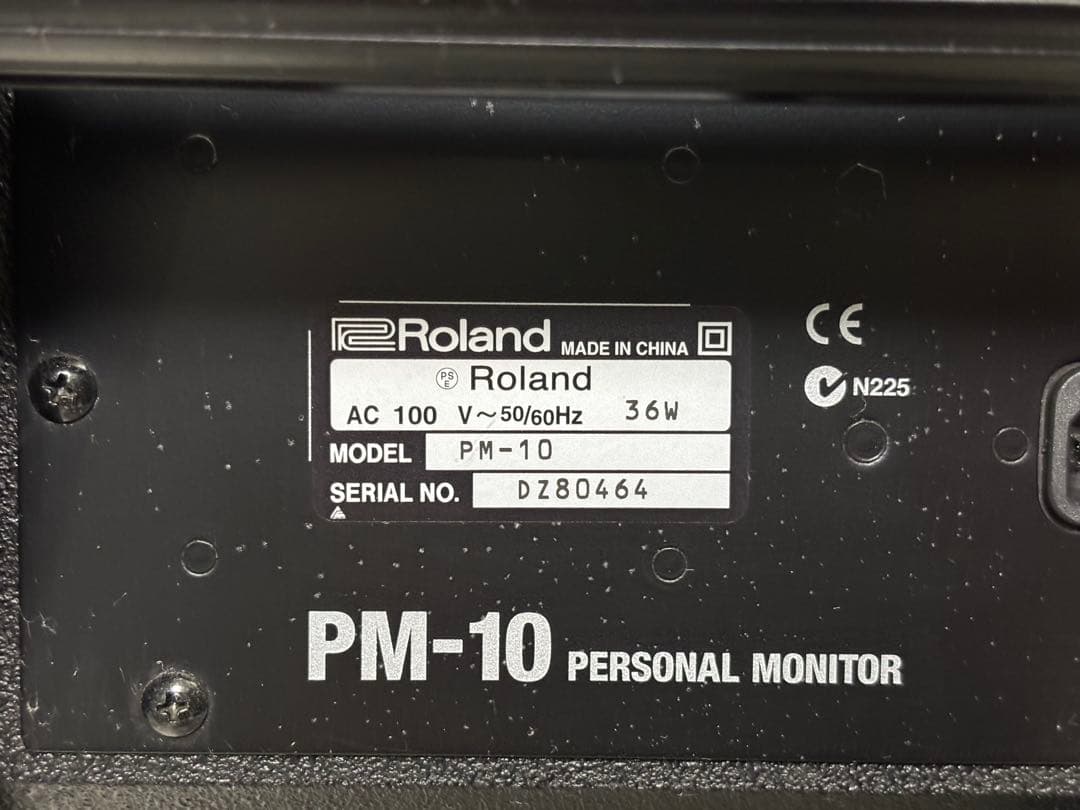 Roland MADE IN CHINA
PS E Roland
AC 100 V~50/60Hz 36W
MODEL PM-10
SERIAL NO. DZ80464
CE
N225
PM-10 PERSONAL MONITOR